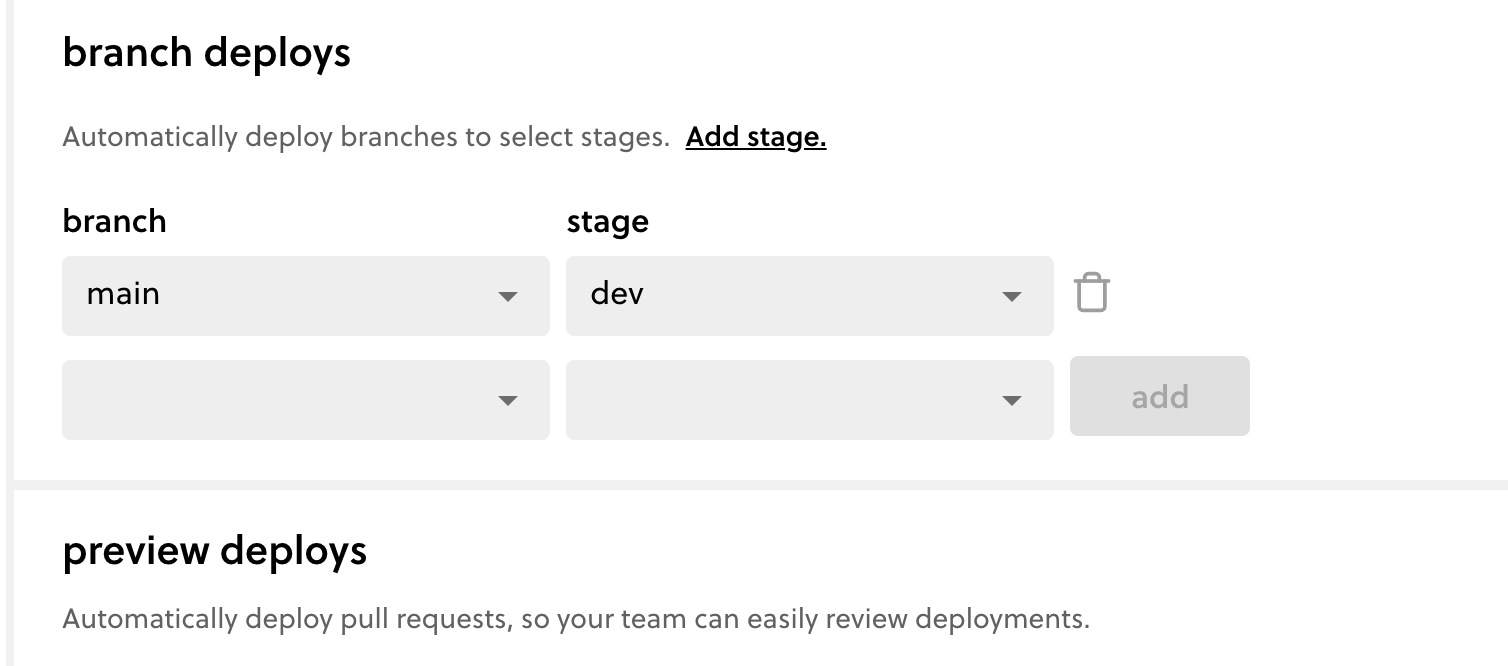 branch deploys
Automatically deploy branches to select stages. Add stage.
branch stage
main dev
add
preview deploys
Automatically deploy pull requests, so your team can easily review deployments.